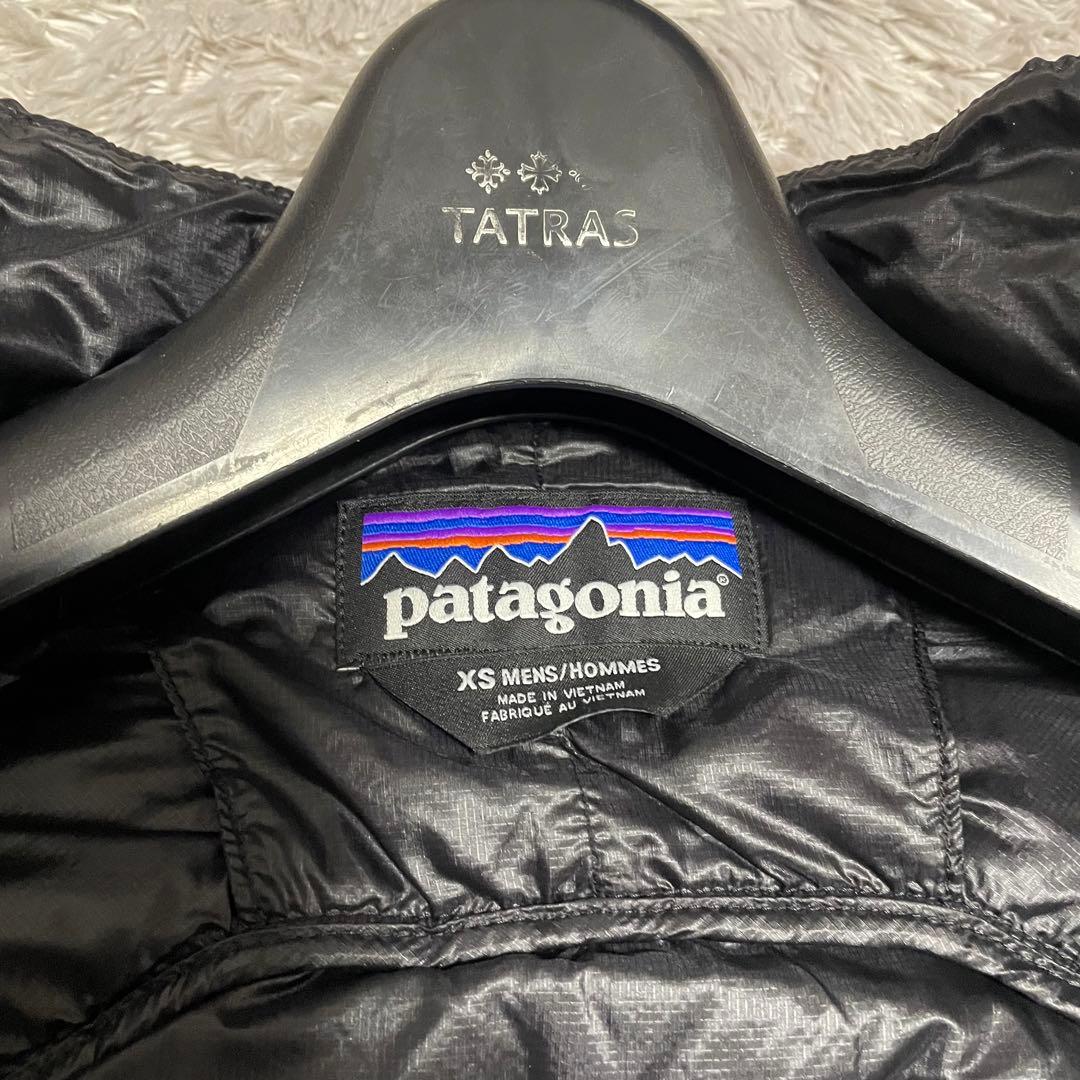 TATRAS
patagonia®
XS MENS/HOMMES
MADE IN VIETNAM
FABRIQUÉ AU VIETNAM